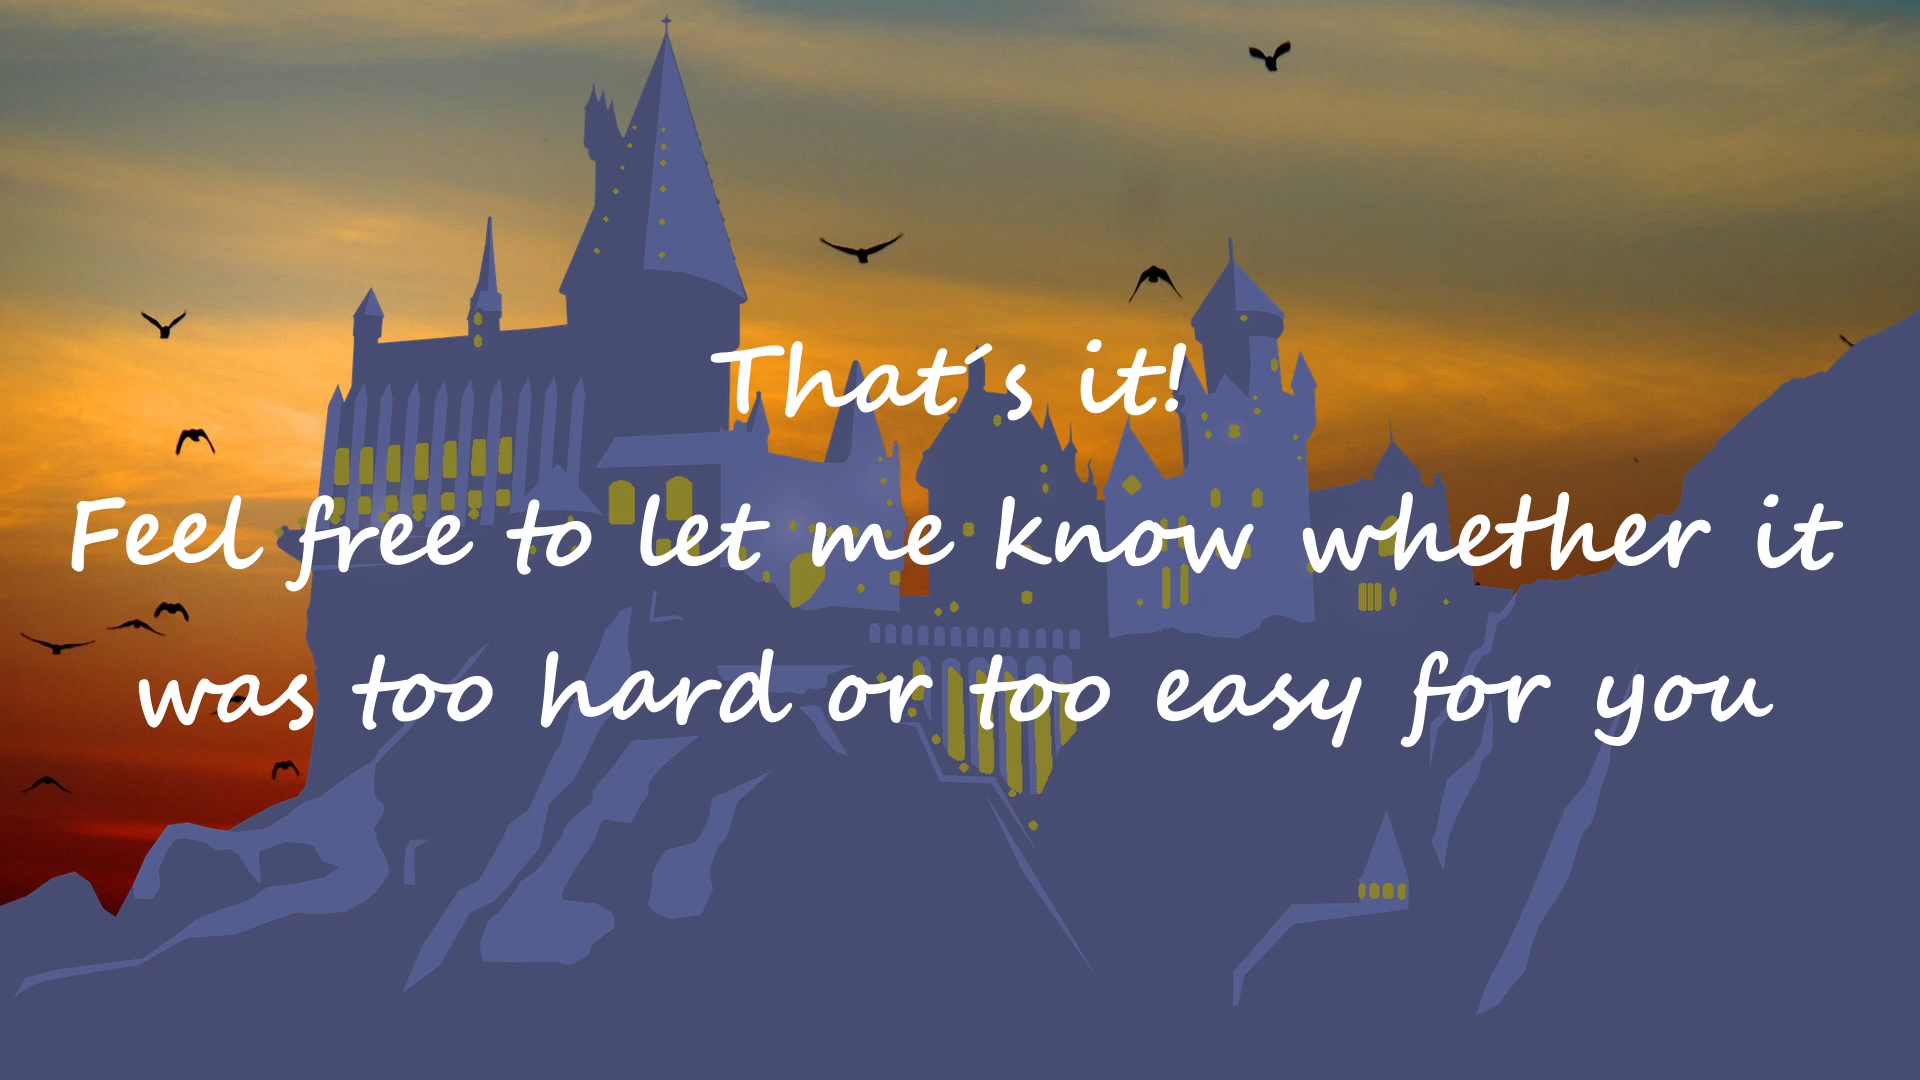 That´s it!
Feel free to let me know whether it
was too hard or too easy for you